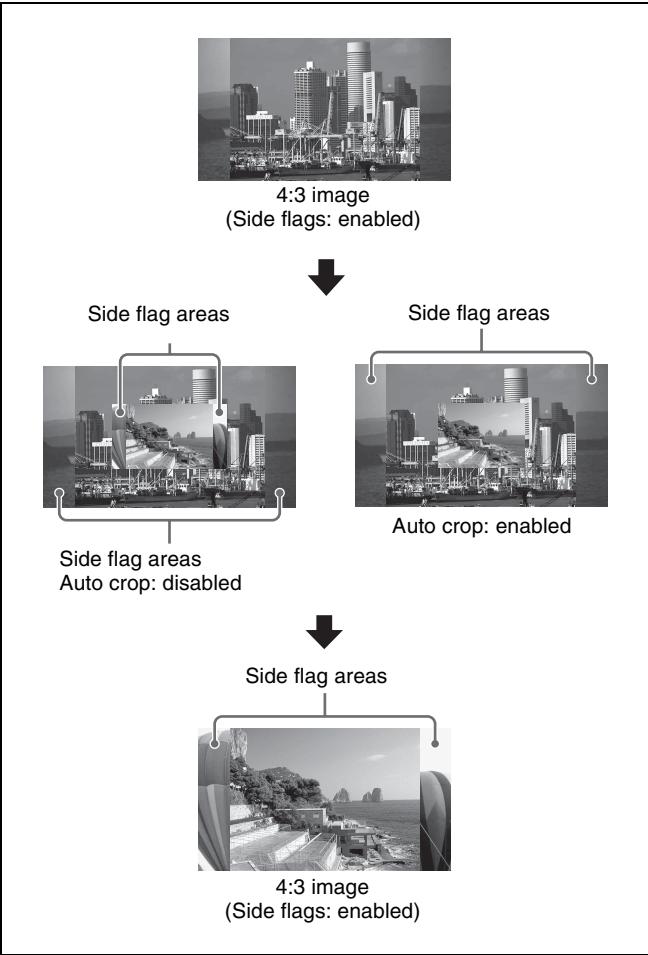 4:3 image
(Side flags: enabled)
Side flag areas
Side flag areas
Side flag areas
Auto crop: disabled
Auto crop: enabled
Side flag areas
4:3 image
(Side flags: enabled)